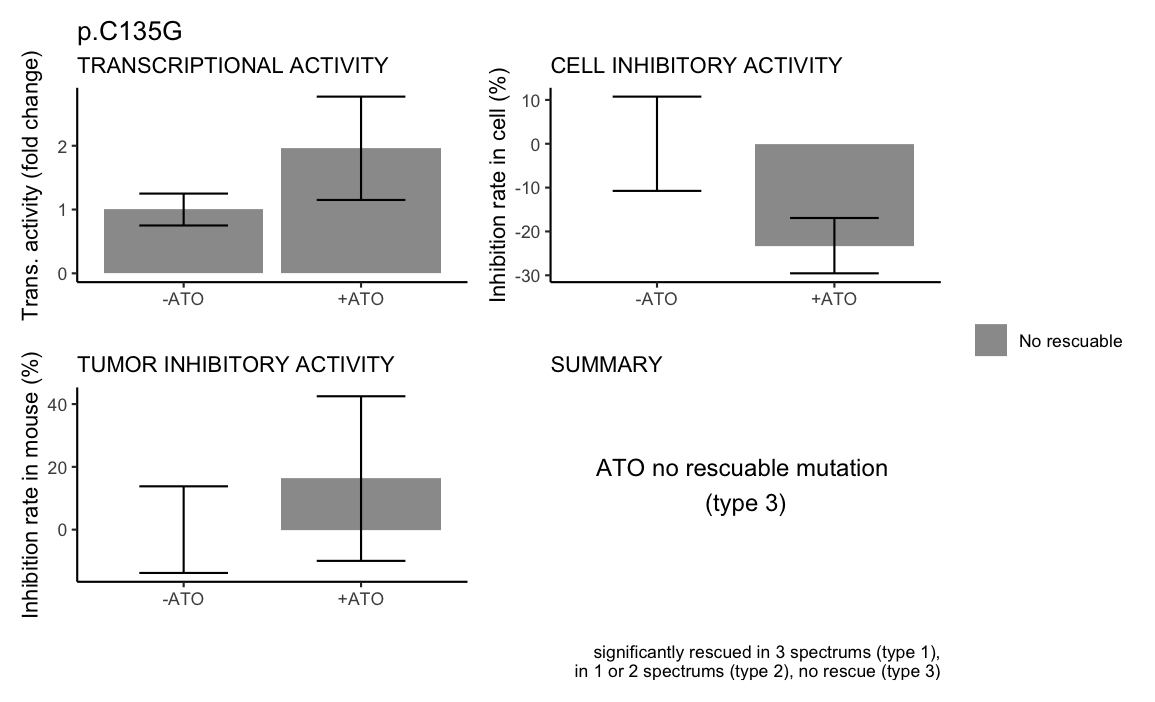 p.C135G
TRANSCRIPTIONAL ACTIVITY
Trans. activity (fold change)
2
1
0
-ATO
+ATO
CELL INHIBITORY ACTIVITY
Inhibition rate in cell (%)
10
0
-10
-20
-30
-ATO
+ATO
No rescuable
TUMOR INHIBITORY ACTIVITY
Inhibition rate in mouse (%)
40
20
0
-ATO
+ATO
SUMMARY
ATO no rescuable mutation
(type 3)
significantly rescued in 3 spectrums (type 1),
in 1 or 2 spectrums (type 2), no rescue (type 3)